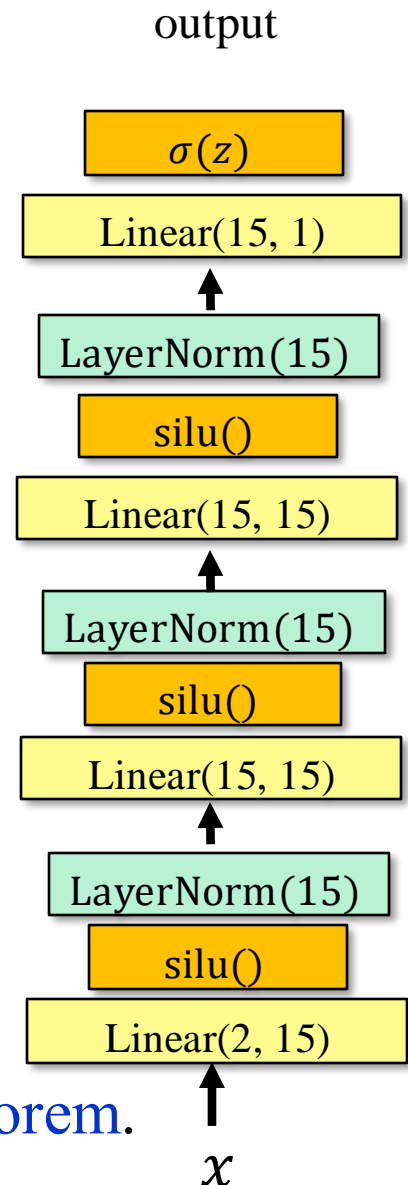 output
σ(z)
Linear(15, 1)
LayerNorm(15)
silu()
Linear(15, 15)
LayerNorm(15)
silu()
Linear(15, 15)
LayerNorm(15)
silu()
Linear(2, 15)
orem.
x